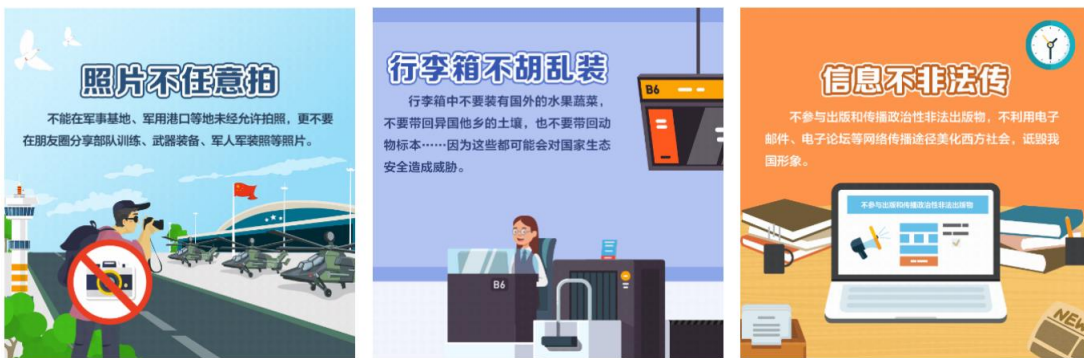 照片不任意拍
不能在军事基地、军用港口等地未经允许拍照，更不要
在朋友圈分享部队训练、武器装备、军人军装照等照片。
行李箱不胡乱装
行李箱中不要装有国外的水果蔬菜，
不要带回异国他乡的土壤，也不要带回动
物标本……因为这些都可能会对国家生态
安全造成威胁。
B6
B6
信息不非法传
不参与出版和传播政治性非法出版物，不利用电子
邮件、电子论坛等网络传播途径美化西方社会，诋毁我
国形象。
不参与出版和传播政治性非法出版物
NEW